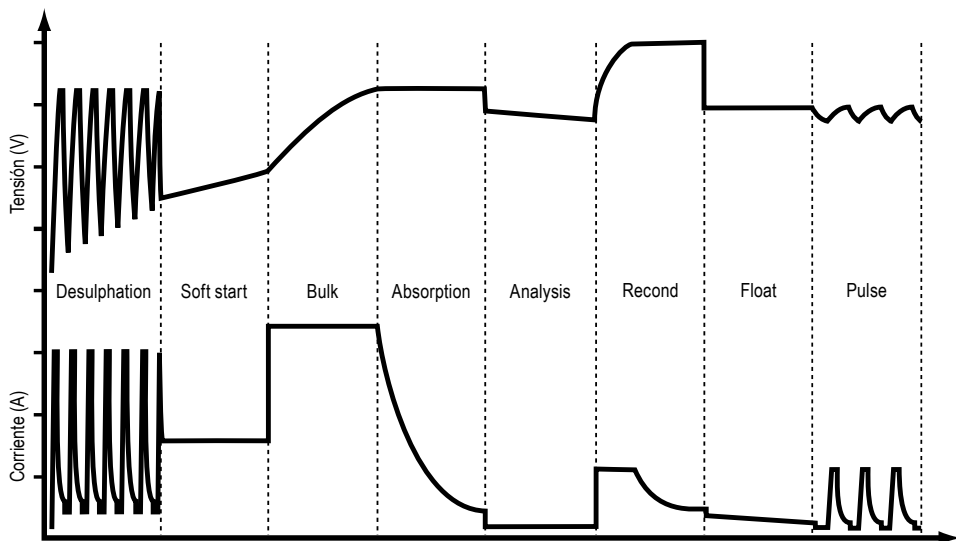 Tensión (V)
Desulphation
Soft start
Bulk
Absorption
Analysis
Recond
Float
Pulse
Corriente (A)